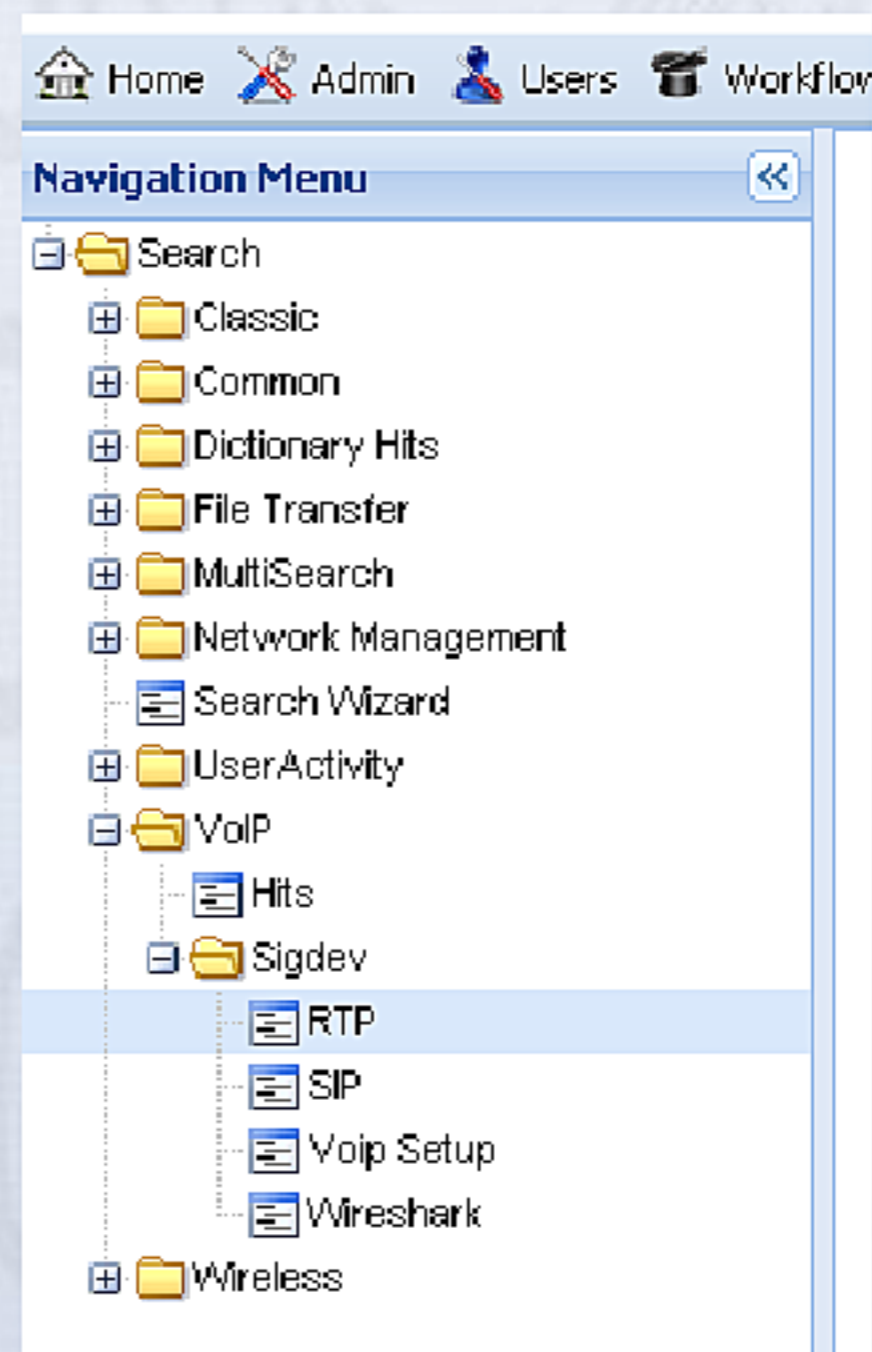 Home Admin Users Workflow
Navigation Menu
Search
Classic
Common
Dictionary Hits
File Transfer
MultiSearch
Network Management
Search Wizard
UserActivity
VoIP
Hits
Sigdev
RTP
SIP
Voip Setup
Wireshark
Wireless